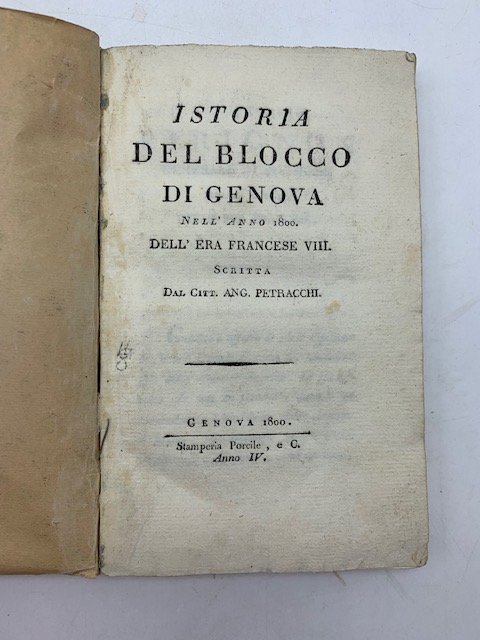 ISTORIA
DEL BLOCCO
DI GENOVA
NELL' ANNO 1800.
DELL' ERA FRANCESE VIII.
SCRITTA
DAL CITT. ANG. PETRACCHI.
GENOVA 1800.
Stamperia Porcile, e C.
Anno IV.